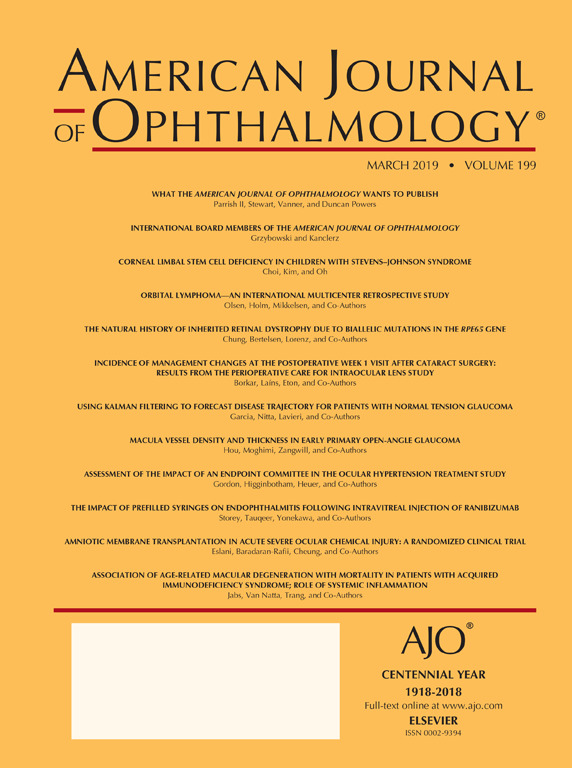 AMERICAN JOURNAL
OF OPHTHALMOLOGY®
MARCH 2019 • VOLUME 199
WHAT THE AMERICAN JOURNAL OF OPHTHALMOLOGY WANTS TO PUBLISH
Parrish II, Stewart, Vanner, and Duncan Powers
INTERNATIONAL BOARD MEMBERS OF THE AMERICAN JOURNAL OF OPHTHALMOLOGY
Grzybowski and Kanclerz
CORNEAL LIMBAL STEM CELL DEFICIENCY IN CHILDREN WITH STEVENS–JOHNSON SYNDROME
Choi, Kim, and Oh
ORBITAL LYMPHOMA—AN INTERNATIONAL MULTICENTER RETROSPECTIVE STUDY
Olsen, Holm, Mikkelsen, and Co-Authors
THE NATURAL HISTORY OF INHERITED RETINAL DYSTROPHY DUE TO BIALLELIC MUTATIONS IN THE RPE65 GENE
Chung, Bertelsen, Lorenz, and Co-Authors
INCIDENCE OF MANAGEMENT CHANGES AT THE POSTOPERATIVE WEEK 1 VISIT AFTER CATARACT SURGERY:
RESULTS FROM THE PERIOPERATIVE CARE FOR INTRAOCULAR LENS STUDY
Borkar, Laíns, Eton, and Co-Authors
USING KALMAN FILTERING TO FORECAST DISEASE TRAJECTORY FOR PATIENTS WITH NORMAL TENSION GLAUCOMA
Garcia, Nitta, Lavieri, and Co-Authors
MACULA VESSEL DENSITY AND THICKNESS IN EARLY PRIMARY OPEN-ANGLE GLAUCOMA
Hou, Moghimi, Zangwill, and Co-Authors
ASSESSMENT OF THE IMPACT OF AN ENDPOINT COMMITTEE IN THE OCULAR HYPERTENSION TREATMENT STUDY
Gordon, Higginbotham, Heuer, and Co-Authors
THE IMPACT OF PREFILLED SYRINGES ON ENDOPHTHALMITIS FOLLOWING INTRAVITREAL INJECTION OF RANIBIZUMAB
Storey, Tauqeer, Yonekawa, and Co-Authors
AMNIOTIC MEMBRANE TRANSPLANTATION IN ACUTE SEVERE OCULAR CHEMICAL INJURY: A RANDOMIZED CLINICAL TRIAL
Eslani, Baradaran-Rafii, Cheung, and Co-Authors
ASSOCIATION OF AGE-RELATED MACULAR DEGENERATION WITH MORTALITY IN PATIENTS WITH ACQUIRED
IMMUNODEFICIENCY SYNDROME; ROLE OF SYSTEMIC INFLAMMATION
Jabs, Van Natta, Trang, and Co-Authors
AJO®
CENTENNIAL YEAR
1918-2018
Full-text online at www.ajo.com
ELSEVIER
ISSN 0002-9394